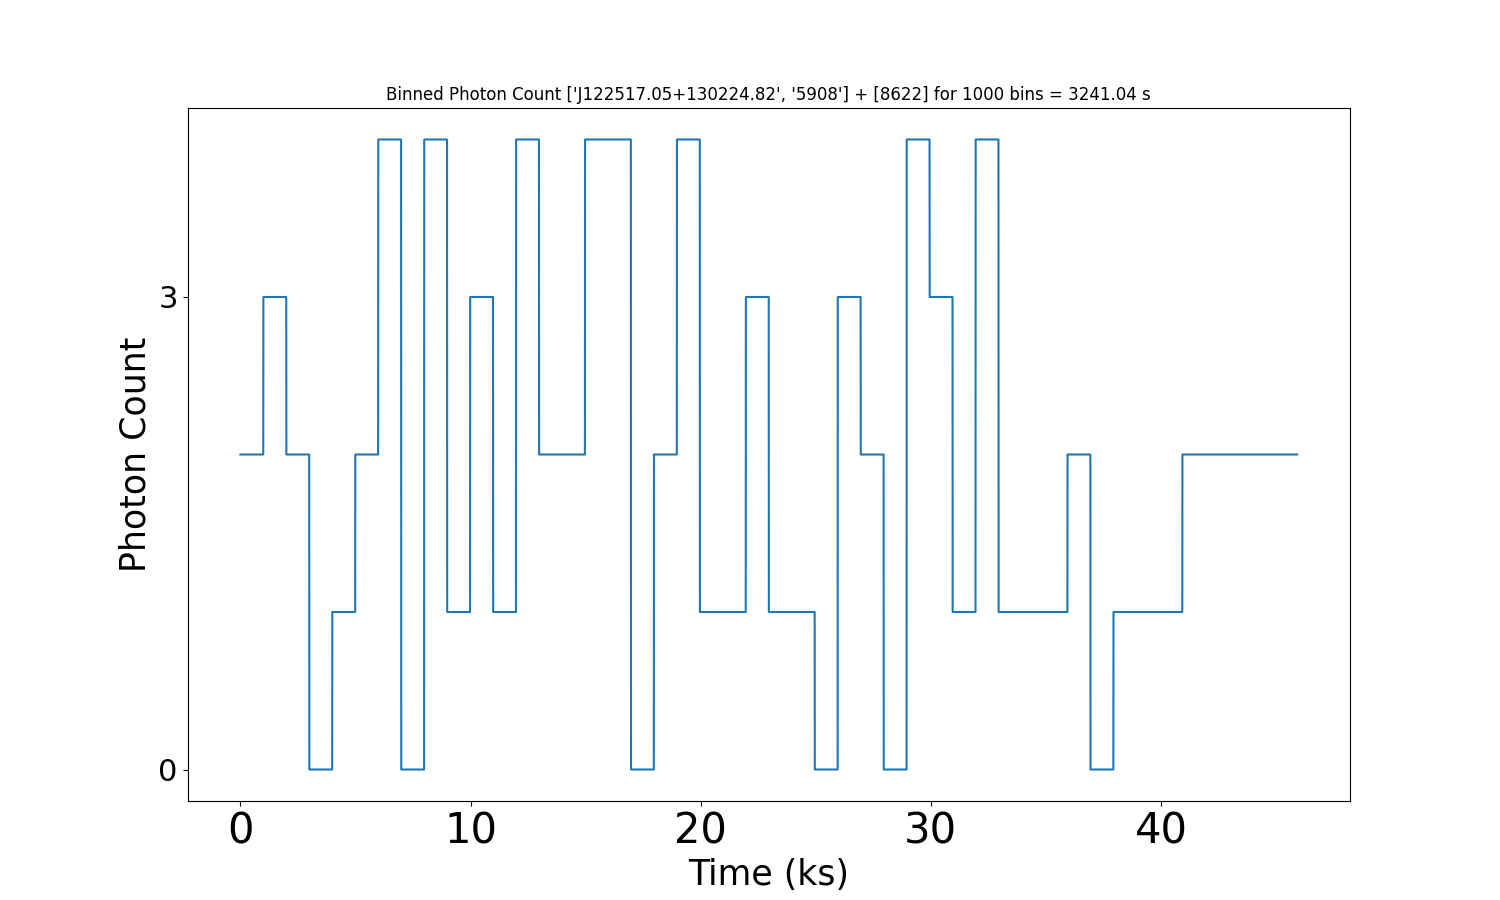 Binned Photon Count ['J122517.05+130224.82', '5908'] + [8622] for 1000 bins = 3241.04 s
Photon Count
3
0
0 10 20 30 40
Time (ks)